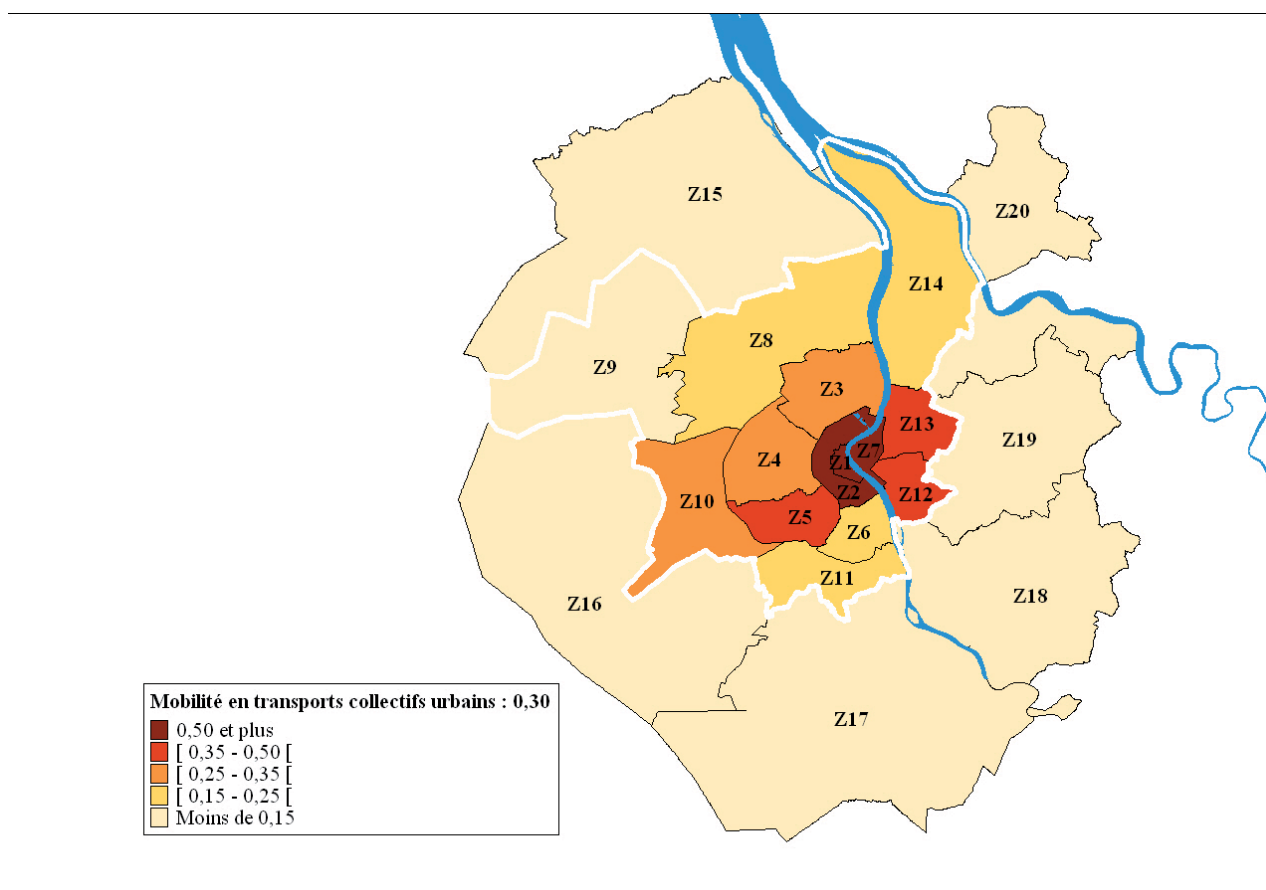 Z15
Z20
Z14
Z8
Z9
Z3
Z13
Z19
Z7
Z4
Z1
Z10
Z2
Z12
Z5
Z6
Z11
Z16
Z18
Z17
Mobilité en transports collectifs urbains : 0,30
0,50 et plus
[ 0,35 - 0,50 [
[ 0,25 - 0,35 [
[ 0,15 - 0,25 [
Moins de 0,15